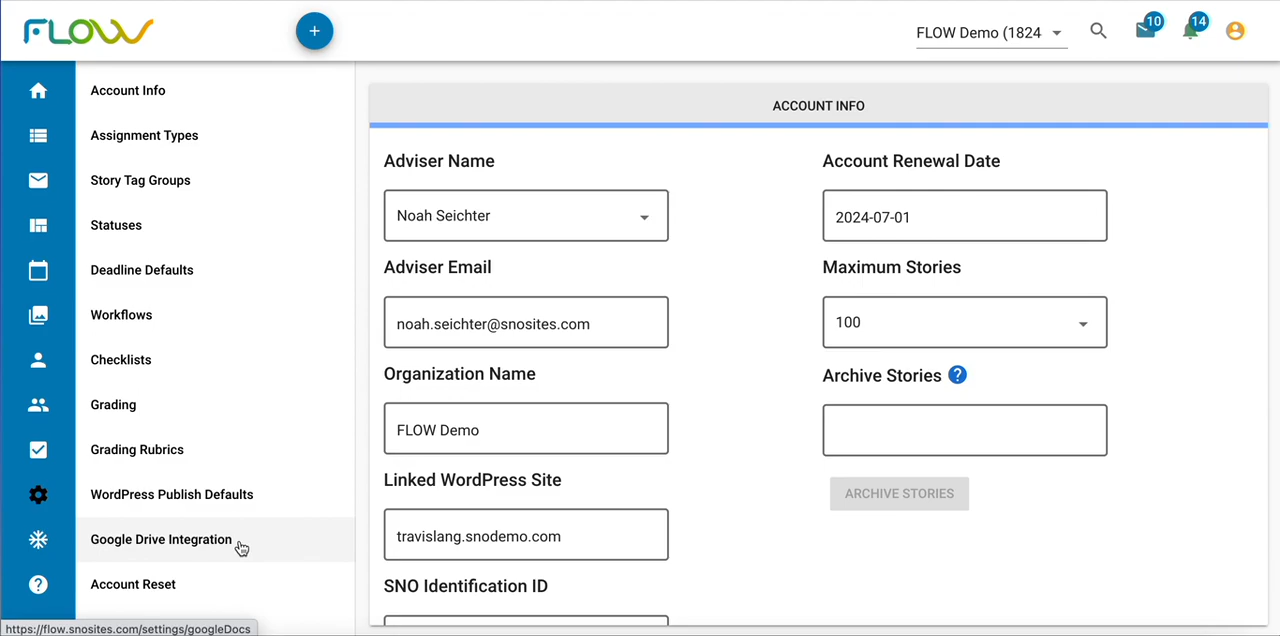 FLOW
+
FLOW Demo (1824
10
14
Account Info
Assignment Types
Story Tag Groups
Statuses
Deadline Defaults
Workflows
Checklists
Grading
Grading Rubrics
WordPress Publish Defaults
Google Drive Integration
Account Reset
https://flow.snosites.com/settings/googleDocs
ACCOUNT INFO
Adviser Name
Noah Seichter
Adviser Email
noah.seichter@snosites.com
Organization Name
FLOW Demo
Linked WordPress Site
travislang.snodemo.com
SNO Identification ID
Account Renewal Date
2024-07-01
Maximum Stories
100
Archive Stories ?
ARCHIVE STORIES